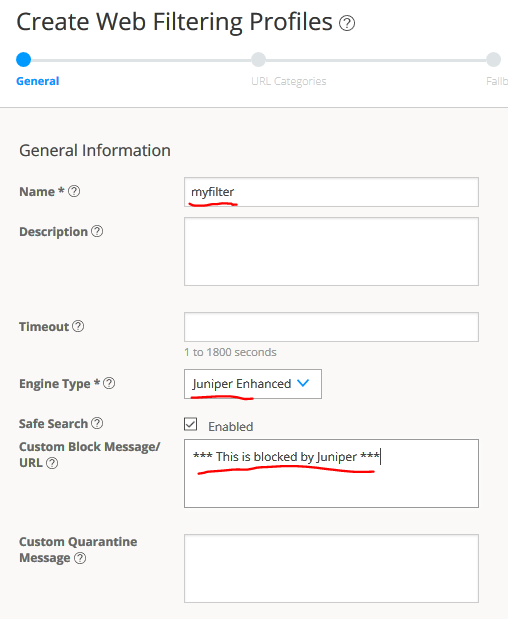 Create Web Filtering Profiles ?
General
URL Categories
Fallb
General Information
Name * ?
myfilter
Description ?
Timeout ?
1 to 1800 seconds
Engine Type * ?
Juniper Enhanced
Safe Search ?
Enabled
Custom Block Message/
URL ?
*** This is blocked by Juniper ***
Custom Quarantine
Message ?